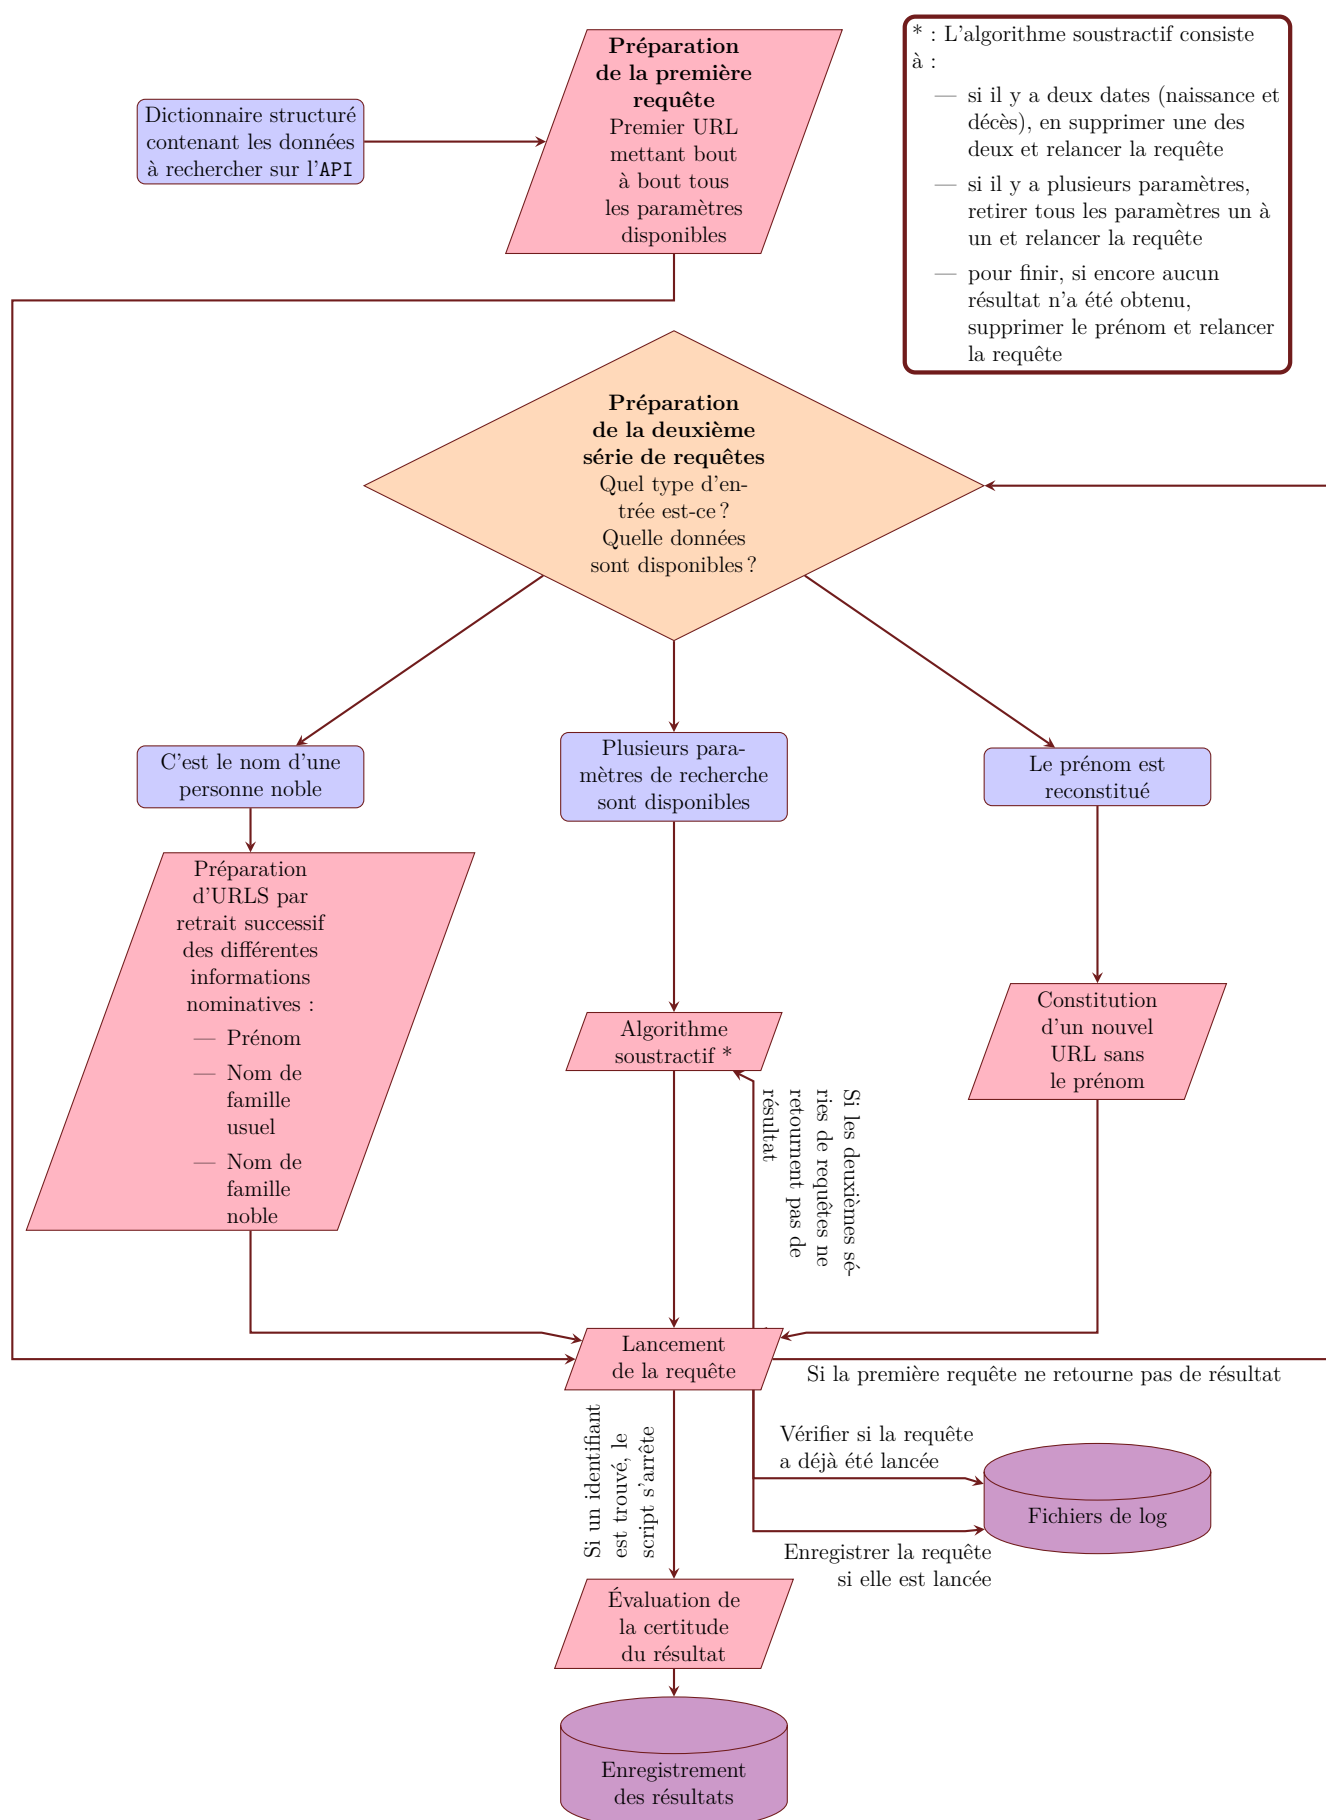 Dictionnaire structuré
contenant les données
à rechercher sur l'API
Préparation
de la première
requête
Premier URL
mettant bout
à bout tous
les paramètres
disponibles
* : L'algorithme soustractif consiste
à :
— si il y a deux dates (naissance et
décès), en supprimer une des
deux et relancer la requête
— si il y a plusieurs paramètres,
retirer tous les paramètres un à
un et relancer la requête
— pour finir, si encore aucun
résultat n'a été obtenu,
supprimer le prénom et relancer
la requête
Préparation
de la deuxième
série de requêtes
Quel type d'en-
trée est-ce ?
Quelle données
sont disponibles ?
C'est le nom d'une
personne noble
Plusieurs para-
mètres de recherche
sont disponibles
Le prénom est
reconstitué
Préparation
d'URLS par
retrait successif
des différentes
informations
nominatives :
— Prénom
— Nom de
famille
usuel
— Nom de
famille
noble
Algorithme
soustractif *
Constitution
d'un nouvel
URL sans
le prénom
Si les deuxièmes sé-
ries de requêtes ne
retournent pas de
résultat
Lancement
de la requête
Si la première requête ne retourne pas de résultat
Si un identifiant
est trouvé, le
script s'arrête
Vérifier si la requête
a déjà été lancée
Fichiers de log
Enregistrer la requête
si elle est lancée
Évaluation de
la certitude
du résultat
Enregistrement
des résultats